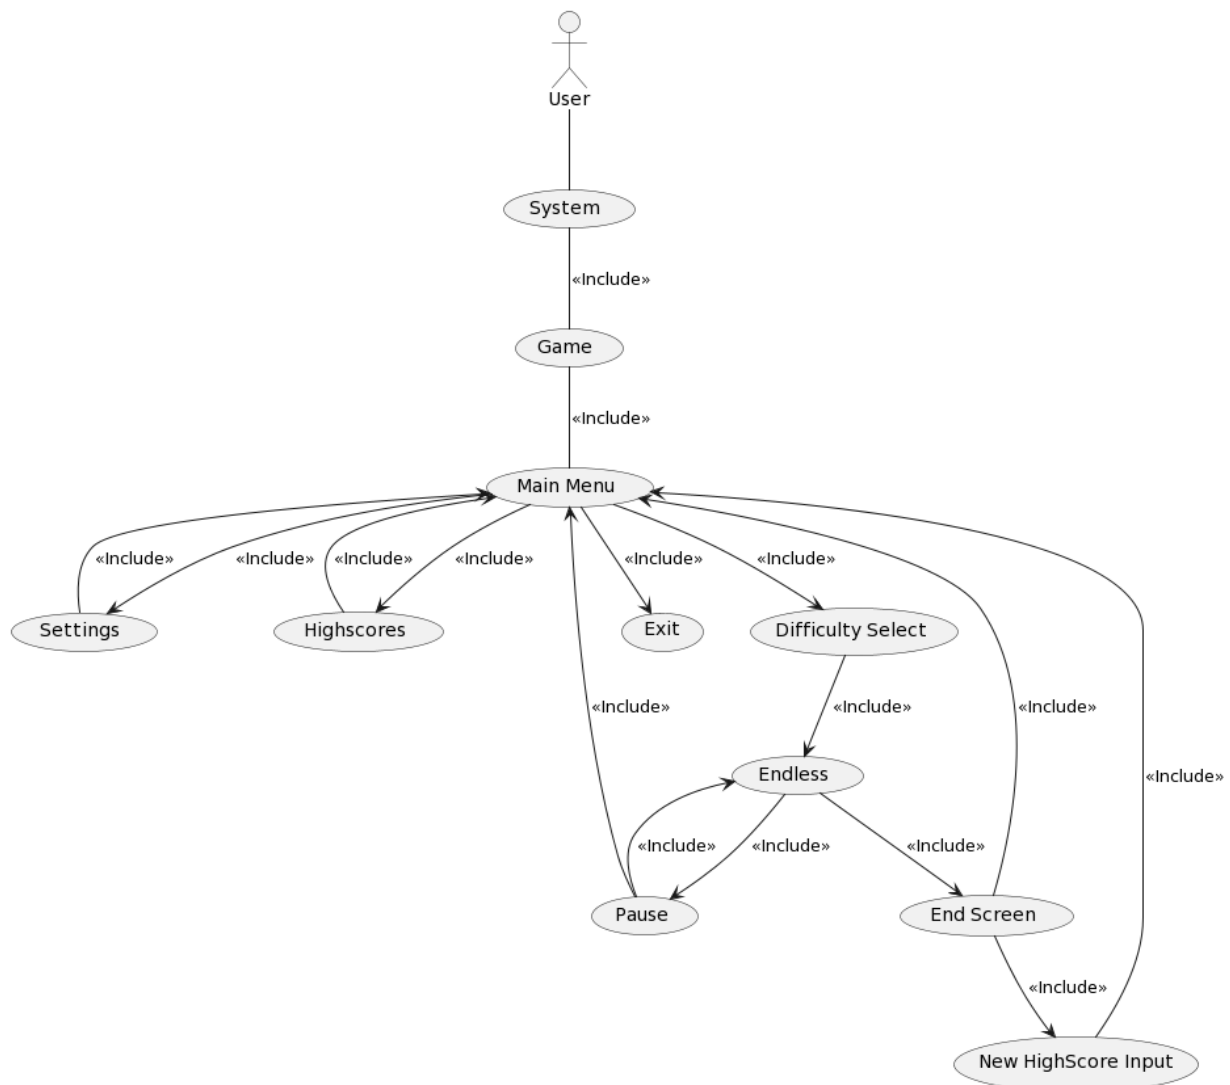 User
System
«Include»
Game
«Include»
Main Menu
«Include»
«Include»
«Include»
«Include»
«Include»
«Include»
Settings
Highscores
Exit
Difficulty Select
«Include»
«Include»
«Include»
Endless
«Include»
«Include»
«Include»
«Include»
Pause
End Screen
«Include»
New HighScore Input